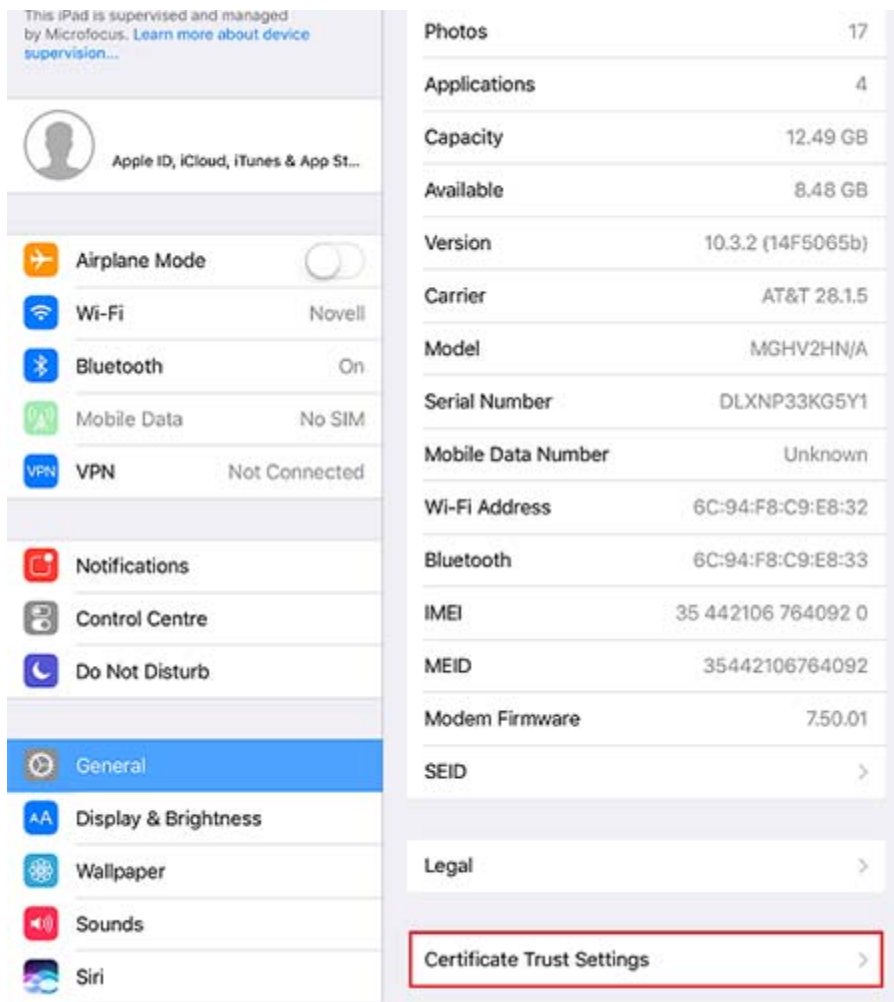 This iPad is supervised and managed
by Microfocus. Learn more about device
supervision...
Apple ID, iCloud, iTunes & App St...
Airplane Mode
Wi-Fi Novell
Bluetooth On
Mobile Data No SIM
VPN VPN Not Connected
Notifications
Control Centre
Do Not Disturb
General
AA Display & Brightness
Wallpaper
Sounds
Siri
Photos 17
Applications 4
Capacity 12.49 GB
Available 8.48 GB
Version 10.3.2 (14F5065b)
Carrier AT&T 28.1.5
Model MGHV2HN/A
Serial Number DLXNP33KG5Y1
Mobile Data Number Unknown
Wi-Fi Address 6C:94:F8:C9:E8:32
Bluetooth 6C:94:F8:C9:E8:33
IMEI 35 442106 764092 0
MEID 35442106764092
Modem Firmware 7.50.01
SEID
Legal
Certificate Trust Settings